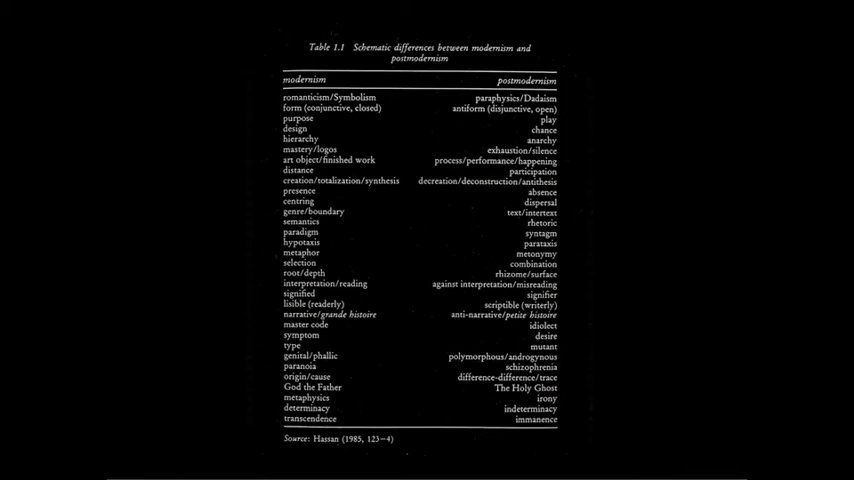 Table 1.1 Schematic differences between modernism and
postmodernism
modernism postmodernism
romanticism/Symbolism paraphysics/Dadaism
form (conjunctive, closed) antiform (disjunctive, open)
purpose play
design chance
hierarchy anarchy
mastery/logos exhaustion/silence
art object/finished work process/performance/happening
distance participation
creation/totalization/synthesis decreation/deconstruction/antithesis
presence absence
centring dispersal
genre/boundary text/intertext
semantics rhetoric
paradigm syntagm
hypotaxis parataxis
metaphor metonymy
selection combination
root/depth rhizome/surface
interpretation/reading against interpretation/misreading
signified signifier
lisible (readerly) scriptible (writerly)
narrative/grande histoire anti-narrative/petite histoire
master code idiolect
symptom desire
type mutant
genital/phallic polymorphous/androgynous
paranoia schizophrenia
origin/cause difference-difference/trace
God the Father The Holy Ghost
metaphysics irony
determinacy indeterminacy
transcendence immanence
Source: Hassan (1985, 123–4)